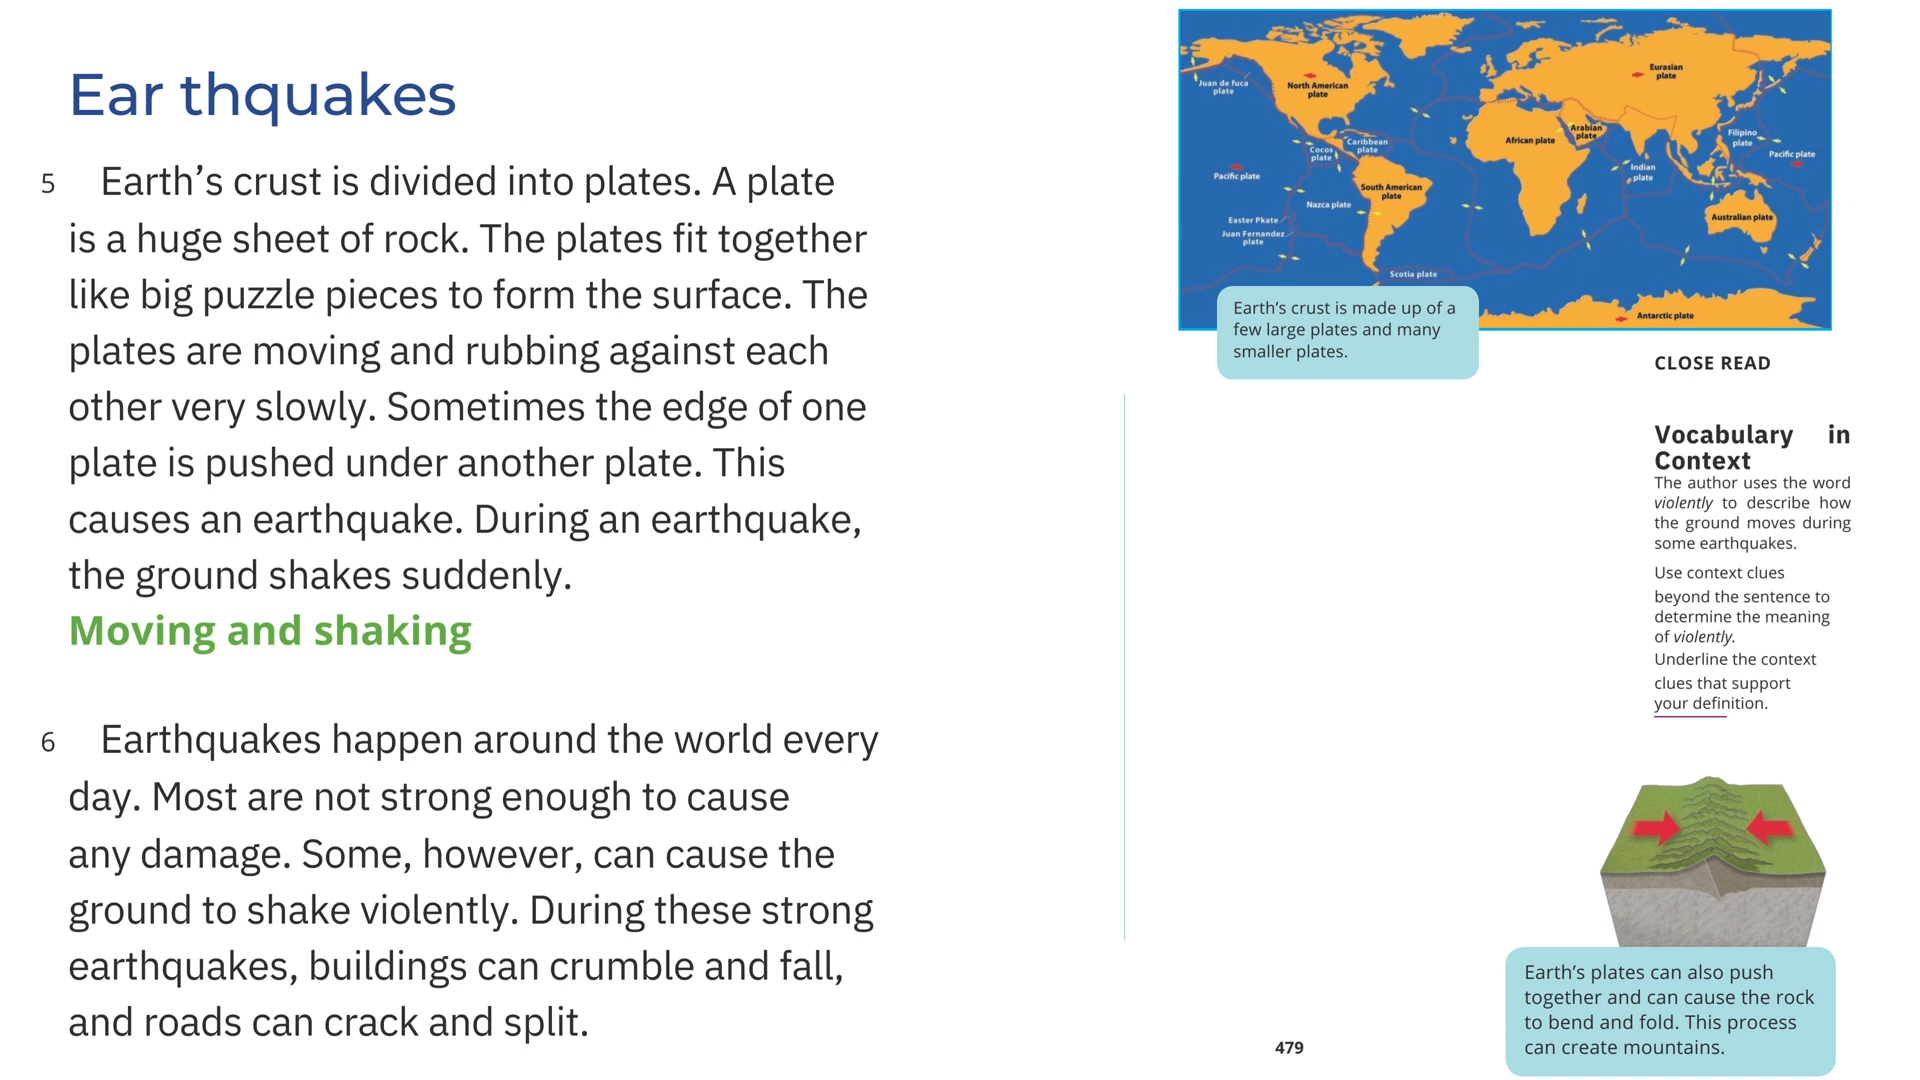 Ear thquakes
5 Earth’s crust is divided into plates. A plate
is a huge sheet of rock. The plates fit together
like big puzzle pieces to form the surface. The
plates are moving and rubbing against each
other very slowly. Sometimes the edge of one
plate is pushed under another plate. This
causes an earthquake. During an earthquake,
the ground shakes suddenly.
Moving and shaking
6 Earthquakes happen around the world every
day. Most are not strong enough to cause
any damage. Some, however, can cause the
ground to shake violently. During these strong
earthquakes, buildings can crumble and fall,
and roads can crack and split.
Juan de fuca
plate
North American
plate
Eurasian
plate
Caribbean
plate
Cocos
plate
African plate
Arabian
plate
Filipino
plate
Pacific plate
Indian
plate
Pacific plate
South American
plate
Nazca plate
Easter Pkate
Juan Fernandez
plate
Australian plate
Scotia plate
Antarctic plate
Earth’s crust is made up of a
few large plates and many
smaller plates.
CLOSE READ
Vocabulary in
Context
The author uses the word
violently to describe how
the ground moves during
some earthquakes.
Use context clues
beyond the sentence to
determine the meaning
of violently.
Underline the context
clues that support
your definition.
Earth’s plates can also push
together and can cause the rock
to bend and fold. This process
can create mountains.
479